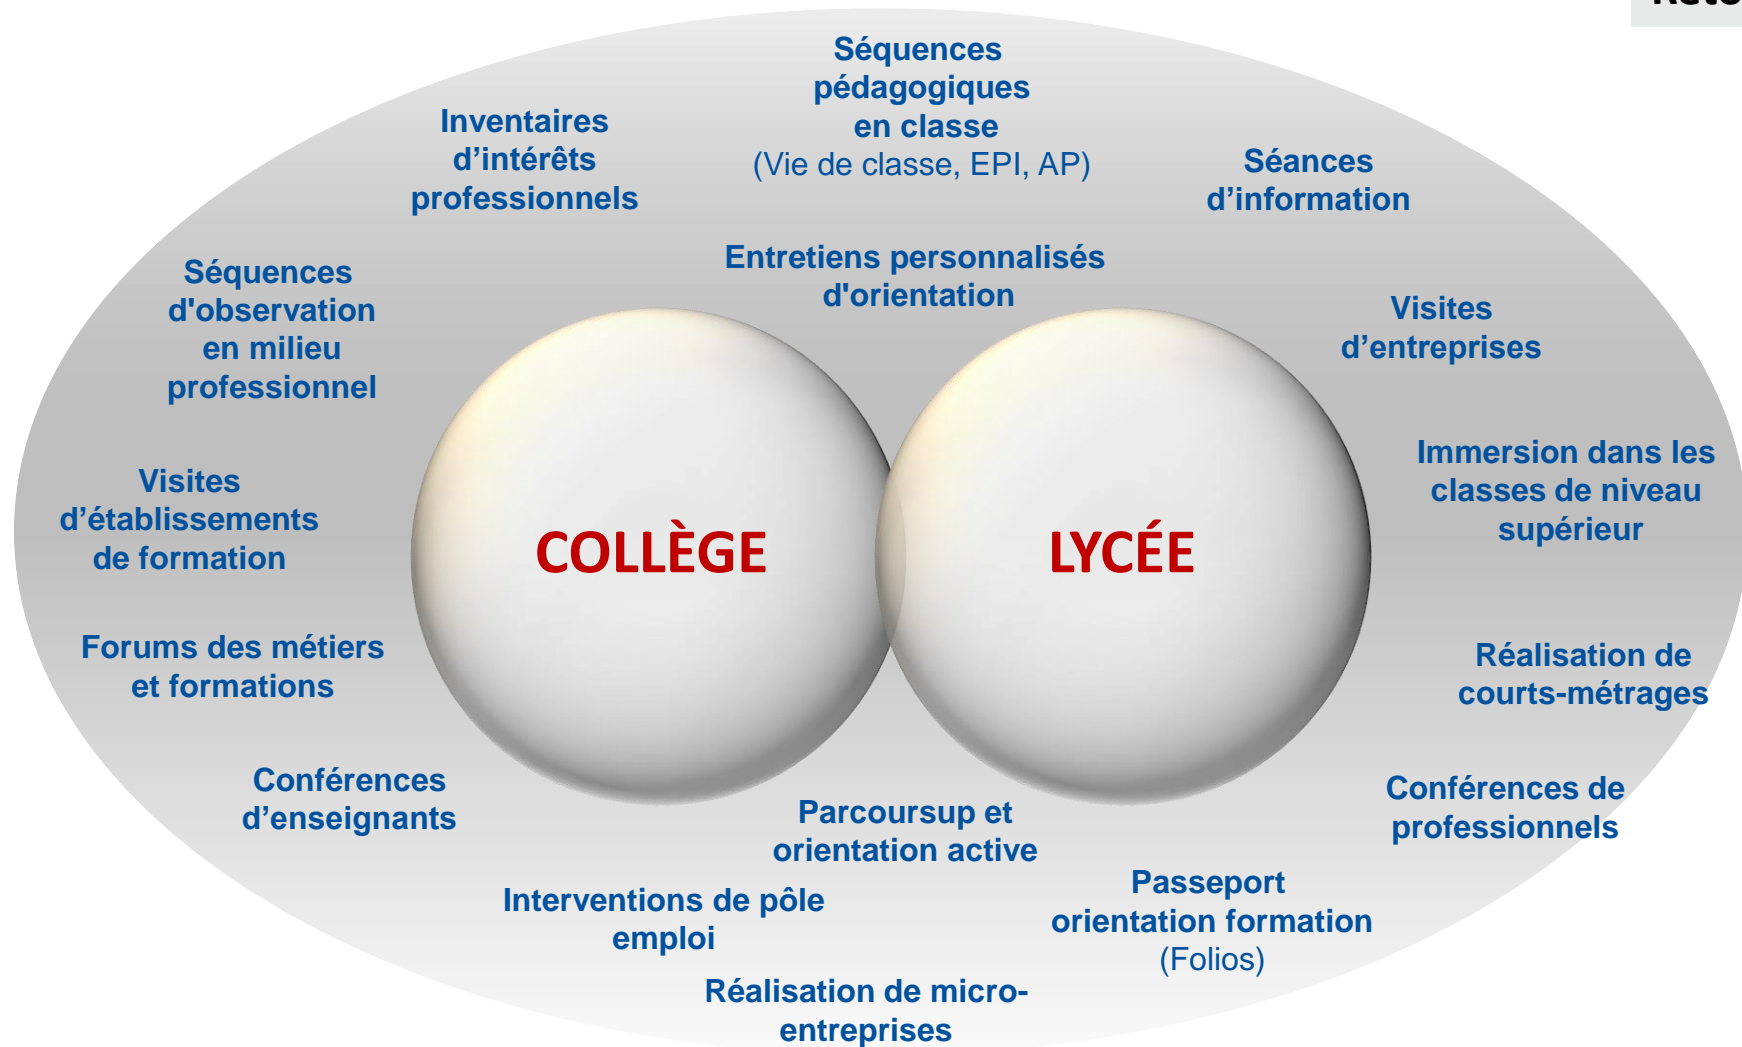 Séquences
pédagogiques
en classe
(Vie de classe, EPI, AP)
Inventaires
d’intérêts
professionnels
Séances
d’information
Entretiens personnalisés
d'orientation
Séquences
d'observation
en milieu
professionnel
Visites
d’entreprises
Visites
d’établissements
de formation
Immersion dans les
classes de niveau
supérieur
COLLÈGE
LYCÉE
Forums des métiers
et formations
Réalisation de
courts-métrages
Conférences
d’enseignants
Conférences de
professionnels
Parcoursup et
orientation active
Passeport
orientation formation
(Folios)
Interventions de pôle
emploi
Réalisation de micro-
entreprises